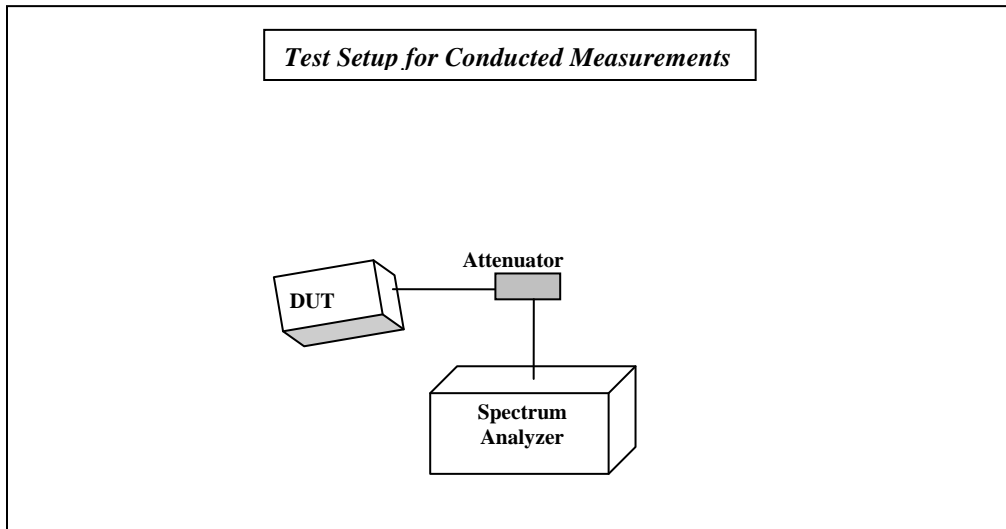 Test Setup for Conducted Measurements
Attenuator
DUT
Spectrum
Analyzer